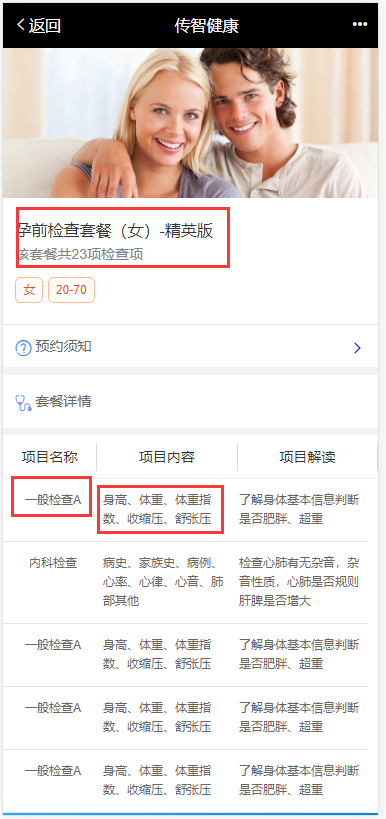 返回
传智健康
孕前检查套餐（女）-精英版
该套餐共23项检查项
女
20-70
预约须知
套餐详情
项目名称
项目内容
项目解读
一般检查A
身高、体重、体重指
数、收缩压、舒张压
了解身体基本信息判断
是否肥胖、超重
内科检查
病史、家族史、病例、
心率、心律、心音、肺
部其他
检查心肺有无杂音，杂
音性质，心肺是否规则
肝脾是否增大
一般检查A
身高、体重、体重指
数、收缩压、舒张压
了解身体基本信息判断
是否肥胖、超重
一般检查A
身高、体重、体重指
数、收缩压、舒张压
了解身体基本信息判断
是否肥胖、超重
一般检查A
身高、体重、体重指
数、收缩压、舒张压
了解身体基本信息判断
是否肥胖、超重